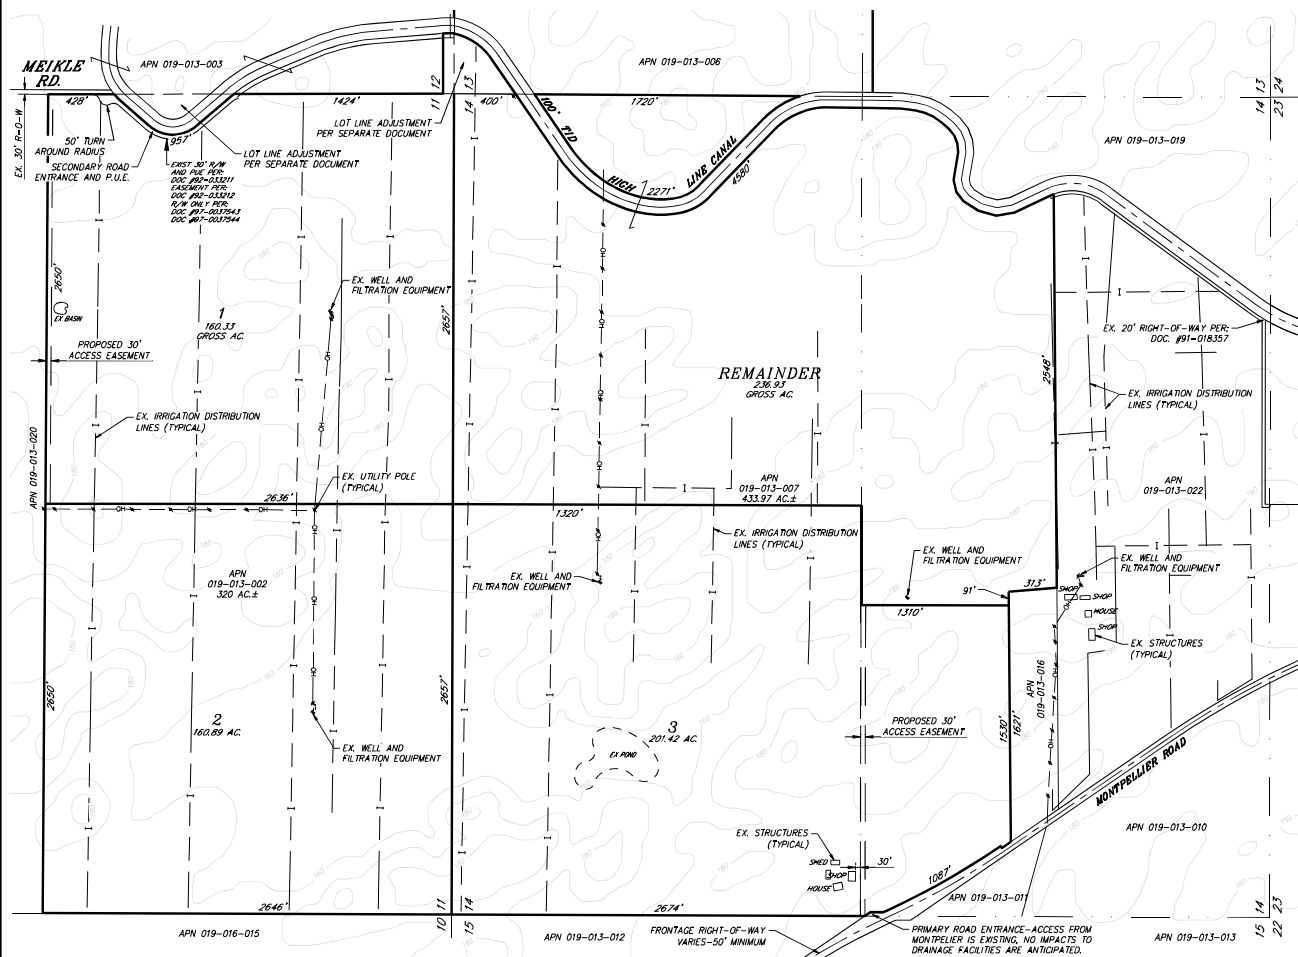 MEIKLE
RD.
APN 019-013-003
APN 019-013-006
428'
1424'
400'
1720'
11 12
14 13
14 13
23 24
EX. 30' R-O-W
50' TURN
AROUND RADIUS
957'
SECONDARY ROAD
ENTRANCE AND P.U.E.
LOT LINE ADJUSTMENT
PER SEPARATE DOCUMENT
LOT LINE ADJUSTMENT
PER SEPARATE DOCUMENT
EXIST 30' R/W
AND PUE PER:
DOC #92-033211
EASEMENT PER:
DOC #92-033212
R/W ONLY PER:
DOC #97-0037543
DOC #97-0037544
100' TID
HIGH
LINE CANAL
2271'
4580'
APN 019-013-019
2650'
EX BASIN
1
160.33
GROSS AC.
EX. WELL AND
FILTRATION EQUIPMENT
2657'
PROPOSED 30'
ACCESS EASEMENT
REMAINDER
236.93
GROSS AC.
2548'
EX. 20' RIGHT-OF-WAY PER:
DOC. #91-018357
EX. IRRIGATION DISTRIBUTION
LINES (TYPICAL)
EX. IRRIGATION DISTRIBUTION
LINES (TYPICAL)
APN 019-013-020
EX. UTILITY POLE
(TYPICAL)
APN
019-013-007
433.97 AC.±
APN
019-013-022
2636'
1320'
EX. IRRIGATION DISTRIBUTION
LINES (TYPICAL)
EX. WELL AND
FILTRATION EQUIPMENT
EX. WELL AND
FILTRATION EQUIPMENT
EX. WELL AND
FILTRATION EQUIPMENT
APN
019-013-002
320 AC.±
91'
313'
1310'
SHOP
SHOP
HOUSE
SHOP
EX. STRUCTURES
(TYPICAL)
APN
019-013-016
2650'
2657'
2
160.89 AC.
3
201.42 AC.
EX POND
EX. WELL AND
FILTRATION EQUIPMENT
PROPOSED 30'
ACCESS EASEMENT
1530'
1621'
MONTPELLIER ROAD
EX. STRUCTURES
(TYPICAL)
SHED
SHOP
HOUSE
30'
1087'
APN 019-013-010
APN 019-013-011
2646'
2674'
10 11
15 14
15 14
22 23
APN 019-016-015
APN 019-013-012
FRONTAGE RIGHT-OF-WAY
VARIES-50' MINIMUM
PRIMARY ROAD ENTRANCE-ACCESS FROM
MONTPELIER IS EXISTING, NO IMPACTS TO
DRAINAGE FACILITIES ARE ANTICIPATED.
APN 019-013-013